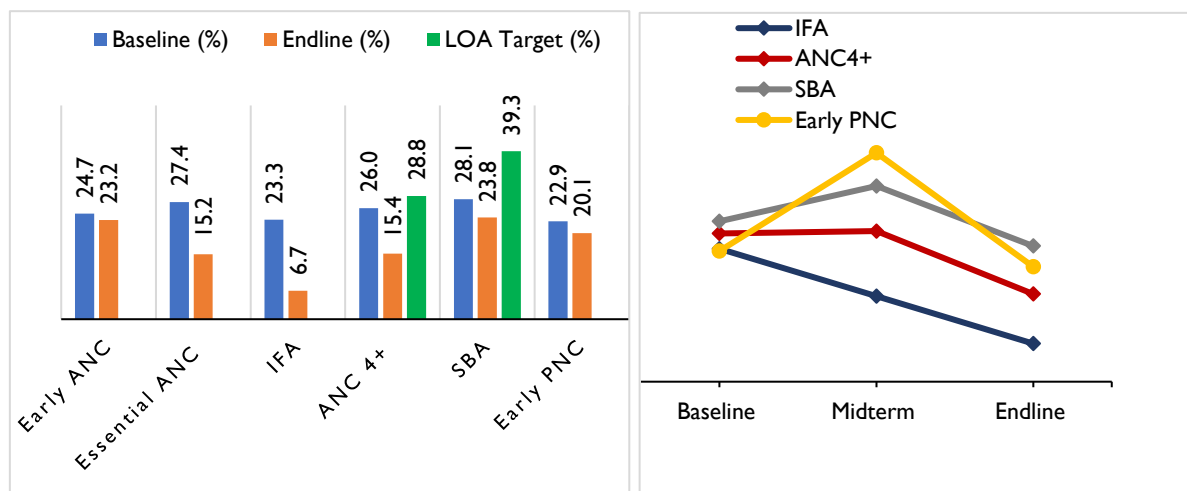 Baseline (%) Endline (%) LOA Target (%)
24.7 23.2 27.4 15.2 23.3 6.7 26.0 15.4 28.8 28.1 23.8 39.3 22.9 20.1
Early ANC Essential ANC IFA ANC 4+ SBA Early PNC
IFA
ANC4+
SBA
Early PNC
Baseline Midterm Endline